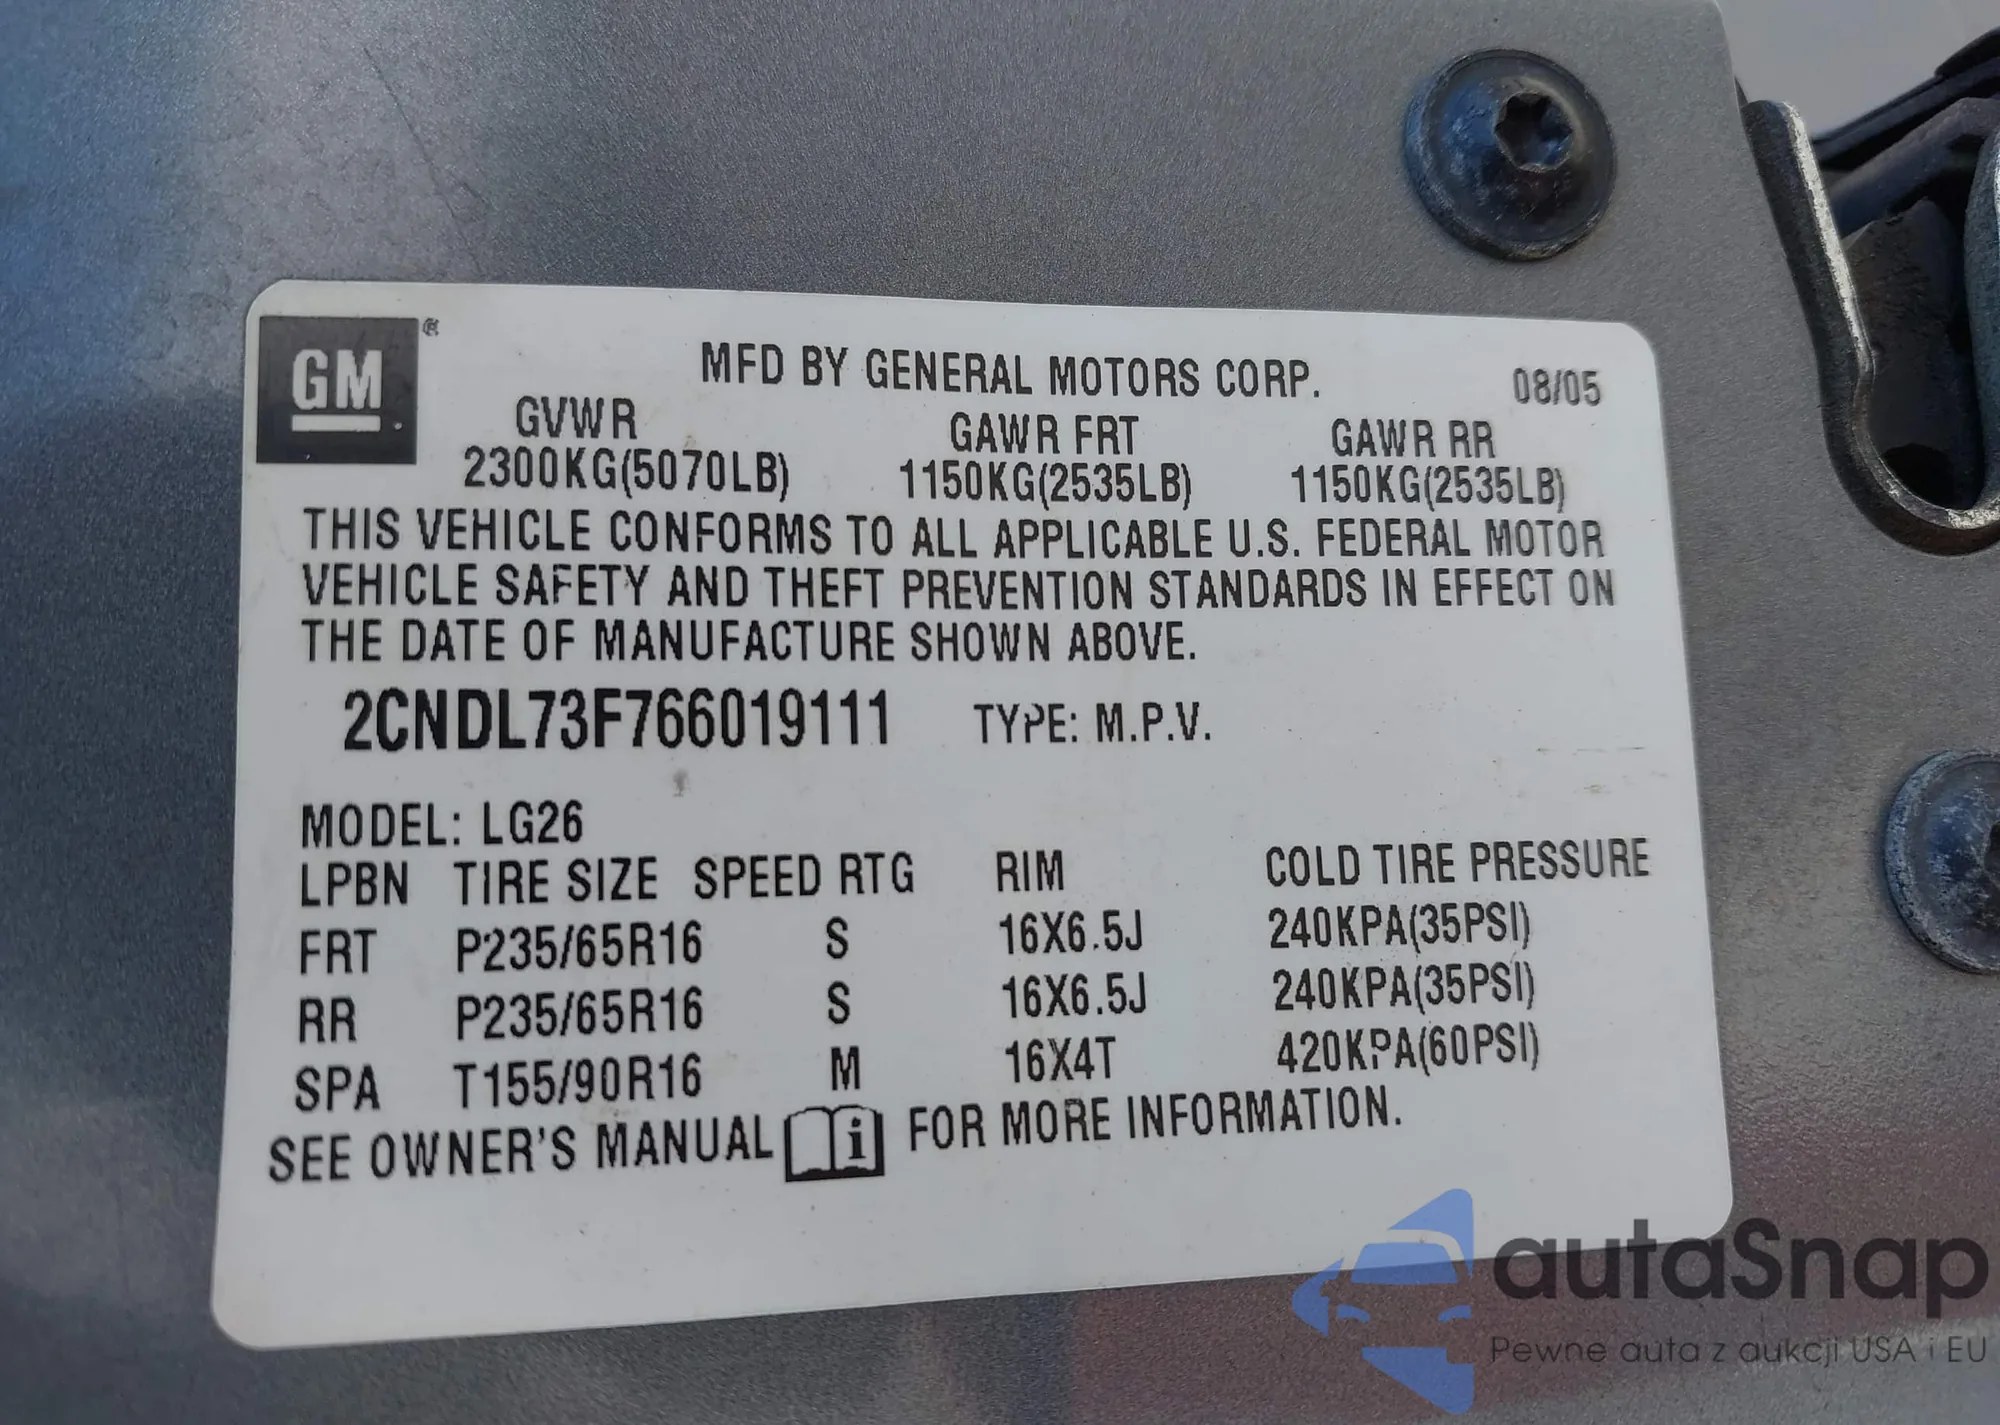 GM®
MFD BY GENERAL MOTORS CORP. 08/05
GVWR GAWR FRT GAWR RR
2300KG(5070LB) 1150KG(2535LB) 1150KG(2535LB)
THIS VEHICLE CONFORMS TO ALL APPLICABLE U.S. FEDERAL MOTOR
VEHICLE SAFETY AND THEFT PREVENTION STANDARDS IN EFFECT ON
THE DATE OF MANUFACTURE SHOWN ABOVE.
2CNDL73F766019111 TYPE: M.P.V.
MODEL: LG26
LPBN TIRE SIZE SPEED RTG RIM COLD TIRE PRESSURE
FRT P235/65R16 S 16X6.5J 240KPA(35PSI)
RR P235/65R16 S 16X6.5J 240KPA(35PSI)
SPA T155/90R16 M 16X4T 420KPA(60PSI)
SEE OWNER'S MANUAL i FOR MORE INFORMATION.
autaSnap
Pewne auta z aukcji USA i EU